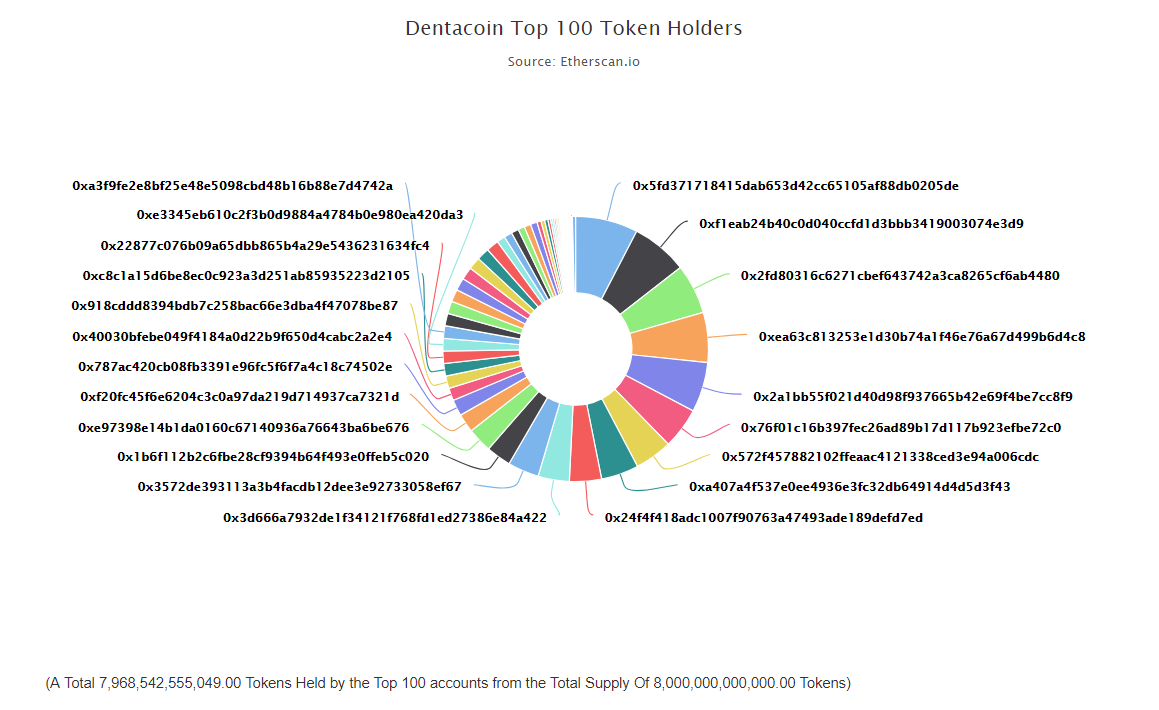 Dentacoin Top 100 Token Holders
Source: Etherscan.io
0xa3f9fe2e8bf25e48e5098cbd48b16b88e7d4742a
0x5fd371718415dab653d42cc65105af88db0205de
0xe3345eb610c2f3b0d9884a4784b0e980ea420da3
0xf1eab24b40c0d040ccfd1d3bbb3419003074e3d9
0x22877c076b09a65dbb865b4a29e5436231634fc4
0xc8c1a15d6be8ec0c923a3d251ab85935223d2105
0x2fd80316c6271cbef643742a3ca8265cf6ab4480
0x918cddd8394bdb7c258bac66e3dba4f47078be87
0x40030bfebe049f4184a0d22b9f650d4cabc2a2e4
0xea63c813253e1d30b74a1f46e76a67d499b6d4c8
0x787ac420cb08fb3391e96fc5f6f7a4c18c74502e
0xf20fc45f6e6204c3c0a97da219d714937ca7321d
0x2a1bb55f021d40d98f937665b42e69f4be7cc8f9
0xe97398e14b1da0160c67140936a76643ba6be676
0x76f01c16b397fec26ad89b17d117b923efbe72c0
0x1b6f112b2c6fbe28cf9394b64f493e0ffeb5c020
0x572f457882102ffeaac4121338ced3e94a006cdc
0x3572de393113a3b4facdb12dee3e92733058ef67
0xa407a4f537e0ee4936e3fc32db64914d4d5d3f43
0x3d666a7932de1f34121f768fd1ed27386e84a422
0x24f4f418adc1007f90763a47493ade189defd7ed
(A Total 7,968,542,555,049.00 Tokens Held by the Top 100 accounts from the Total Supply Of 8,000,000,000,000.00 Tokens)